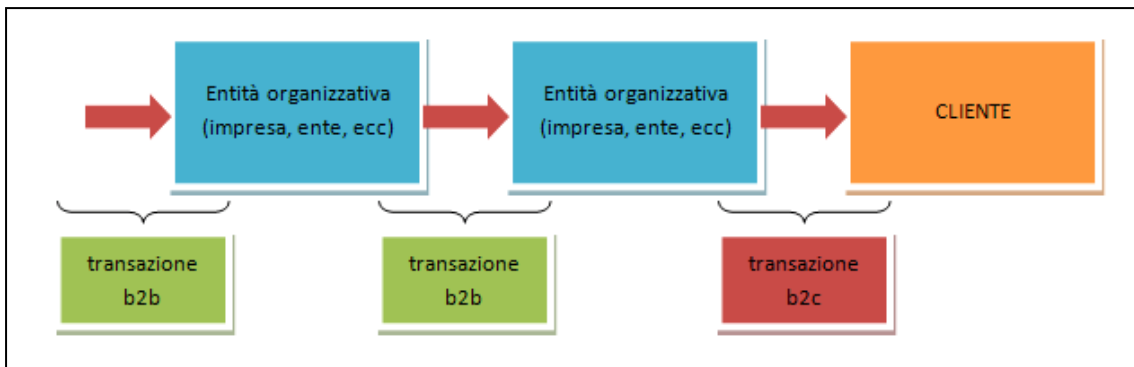 Entità organizzativa
(impresa, ente, ecc)
Entità organizzativa
(impresa, ente, ecc)
CLIENTE
transazione
b2b
transazione
b2b
transazione
b2c